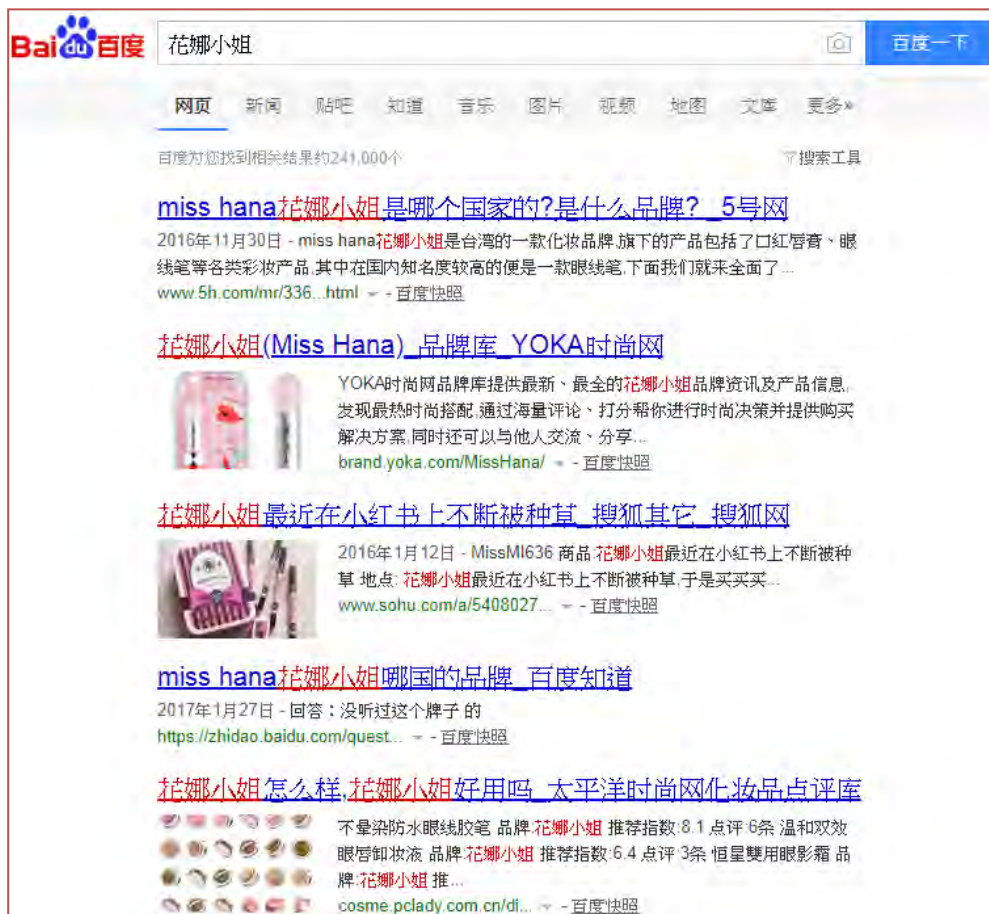 Baidu百度 花娜小姐 百度一下
网页 新闻 贴吧 知道 音乐 图片 视频 地图 文库 更多»
百度为您找到相关结果约241,000个 搜索工具
miss hana花娜小姐是哪个国家的?是什么品牌?_5号网
2016年11月30日 - miss hana花娜小姐是台湾的一款化妆品牌,旗下的产品包括了口红唇膏、眼
线笔等各类彩妆产品,其中在国内知名度较高的便是一款眼线笔,下面我们就来全面了...
www.5h.com/mr/336...html - 百度快照
花娜小姐(Miss Hana)_品牌库_YOKA时尚网
YOKA时尚网品牌库提供最新、最全的花娜小姐品牌资讯及产品信息,
发现最热时尚搭配,通过海量评论、打分帮你进行时尚决策并提供购买
解决方案,同时还可以与他人交流、分享...
brand.yoka.com/MissHana/ - 百度快照
花娜小姐最近在小红书上不断被种草_搜狐其它_搜狐网
2016年1月12日 - MissMI636 商品:花娜小姐最近在小红书上不断被种
草 地点: 花娜小姐最近在小红书上不断被种草,于是买买买...
www.sohu.com/a/5408027... - 百度快照
miss hana花娜小姐哪国的品牌_百度知道
2017年1月27日 - 回答：没听过这个牌子 的
https://zhidao.baidu.com/quest... - 百度快照
花娜小姐怎么样,花娜小姐好用吗_太平洋时尚网化妆品点评库
不是染防水眼线胶笔 品牌:花娜小姐 推荐指数:8.1 点评:6条 温和双效
眼唇卸妆液 品牌:花娜小姐 推荐指数:6.4 点评:3条 恒星雙用眼影霜 品
牌:花娜小姐 推...
cosme.pclady.com.cn/dl... - 百度快照